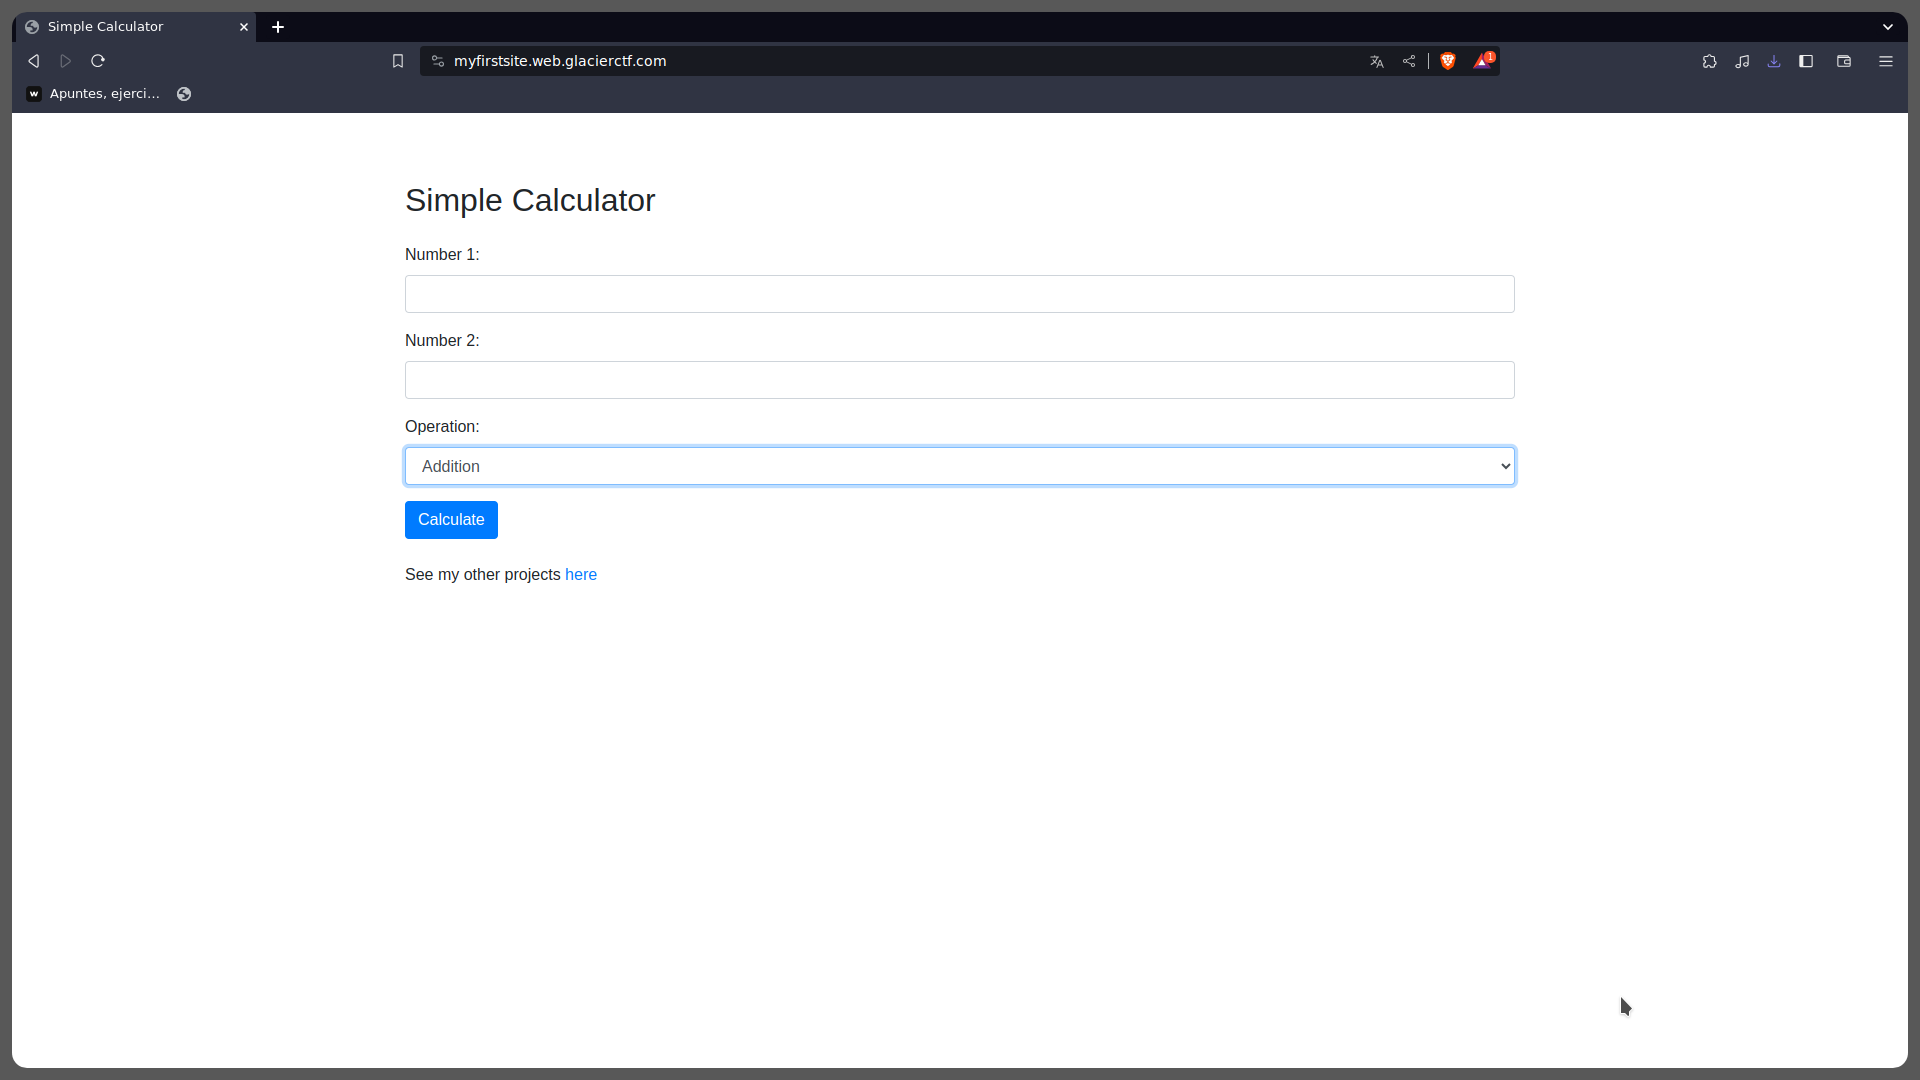 Simple Calculator
myfirstsite.web.glacierctf.com
1
w
Apuntes, ejerci...
Simple Calculator
Number 1:
Number 2:
Operation:
Addition
Calculate
See my other projects here